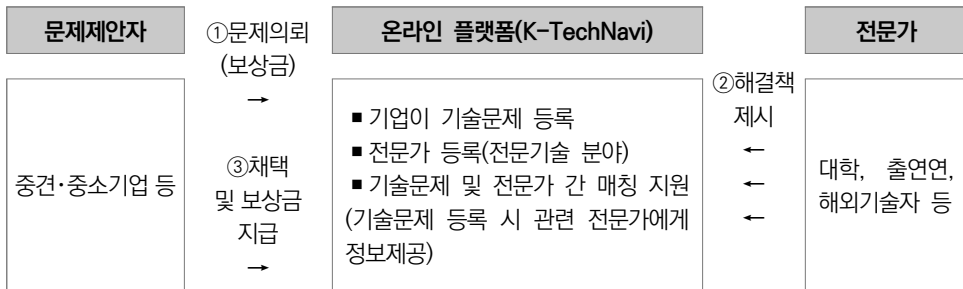 문제제안자
중견·중소기업 등
①문제의뢰
(보상금)
→
③채택
및 보상금
지급
→
온라인 플랫폼(K-TechNavi)
■ 기업이 기술문제 등록
■ 전문가 등록(전문기술 분야)
■ 기술문제 및 전문가 간 매칭 지원
(기술문제 등록 시 관련 전문가에게
정보제공)
②해결책
제시
←
←
←
전문가
대학, 출연연,
해외기술자 등